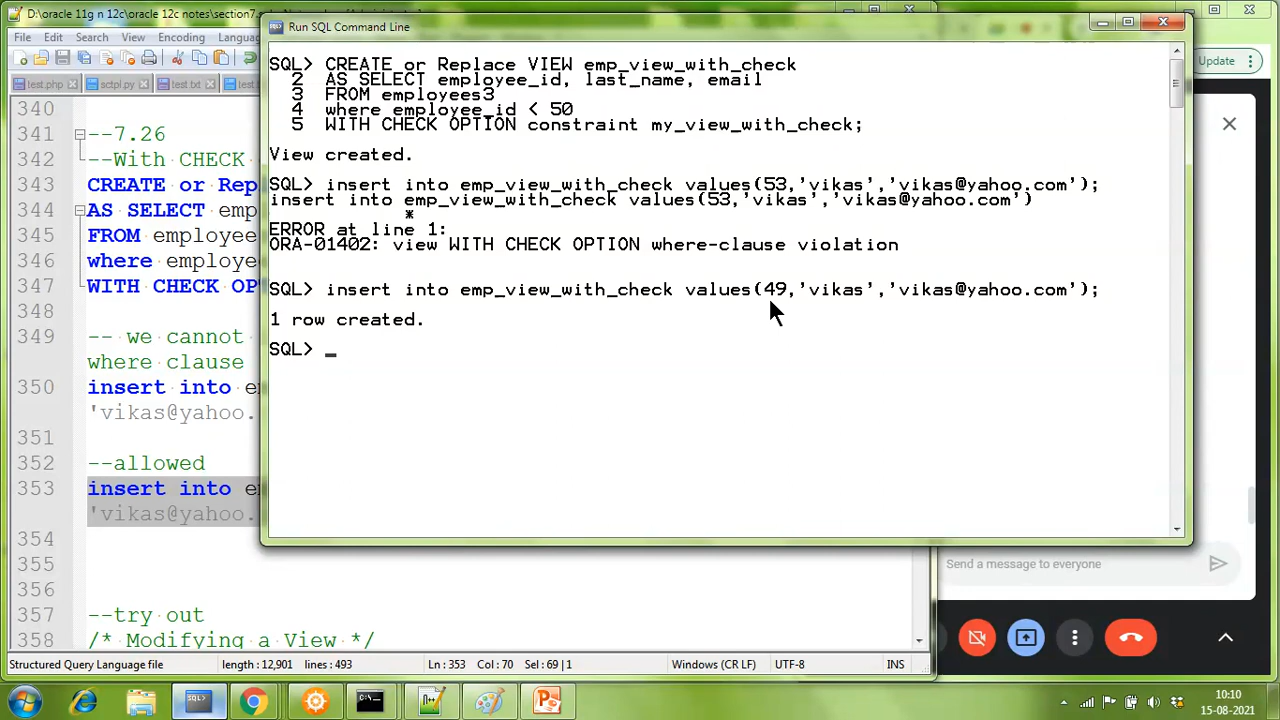 D:\oracle 11g n 12c\oracle 12c notes\section7.
Run SQL Command Line
File Edit Search View Encoding Langua
Update
test.php
sctpl.py
test.txt
SQL> CREATE or Replace VIEW emp_view_with_check
2 AS SELECT employee_id, last_name, email
3 FROM employees3
4 where employee_id < 50
5 WITH CHECK OPTION constraint my_view_with_check;
View created.
SQL> insert into emp_view_with_check values(53,'vikas','vikas@yahoo.com');
insert into emp_view_with_check values(53,'vikas','vikas@yahoo.com')
*
ERROR at line 1:
ORA-01402: view WITH CHECK OPTION where-clause violation
SQL> insert into emp_view_with_check values(49,'vikas','vikas@yahoo.com');
1 row created.
SQL> _
340
341 --7.26
342 --With CHECK
343 CREATE or Rep
344 AS SELECT emp
345 FROM employee
346 where employe
347 WITH CHECK OP
348
349 -- we cannot
where clause
350 insert into e
'vikas@yahoo.
351
352 --allowed
353 insert into e
'vikas@yahoo.
354
355
356
357 --try out
358 /* Modifying a View */
Send a message to everyone
Structured Query Language file length : 12,901 lines : 493 Ln : 353 Col : 70 Sel : 69 | 1 Windows (CR LF) UTF-8 INS
10:10
15-08-2021